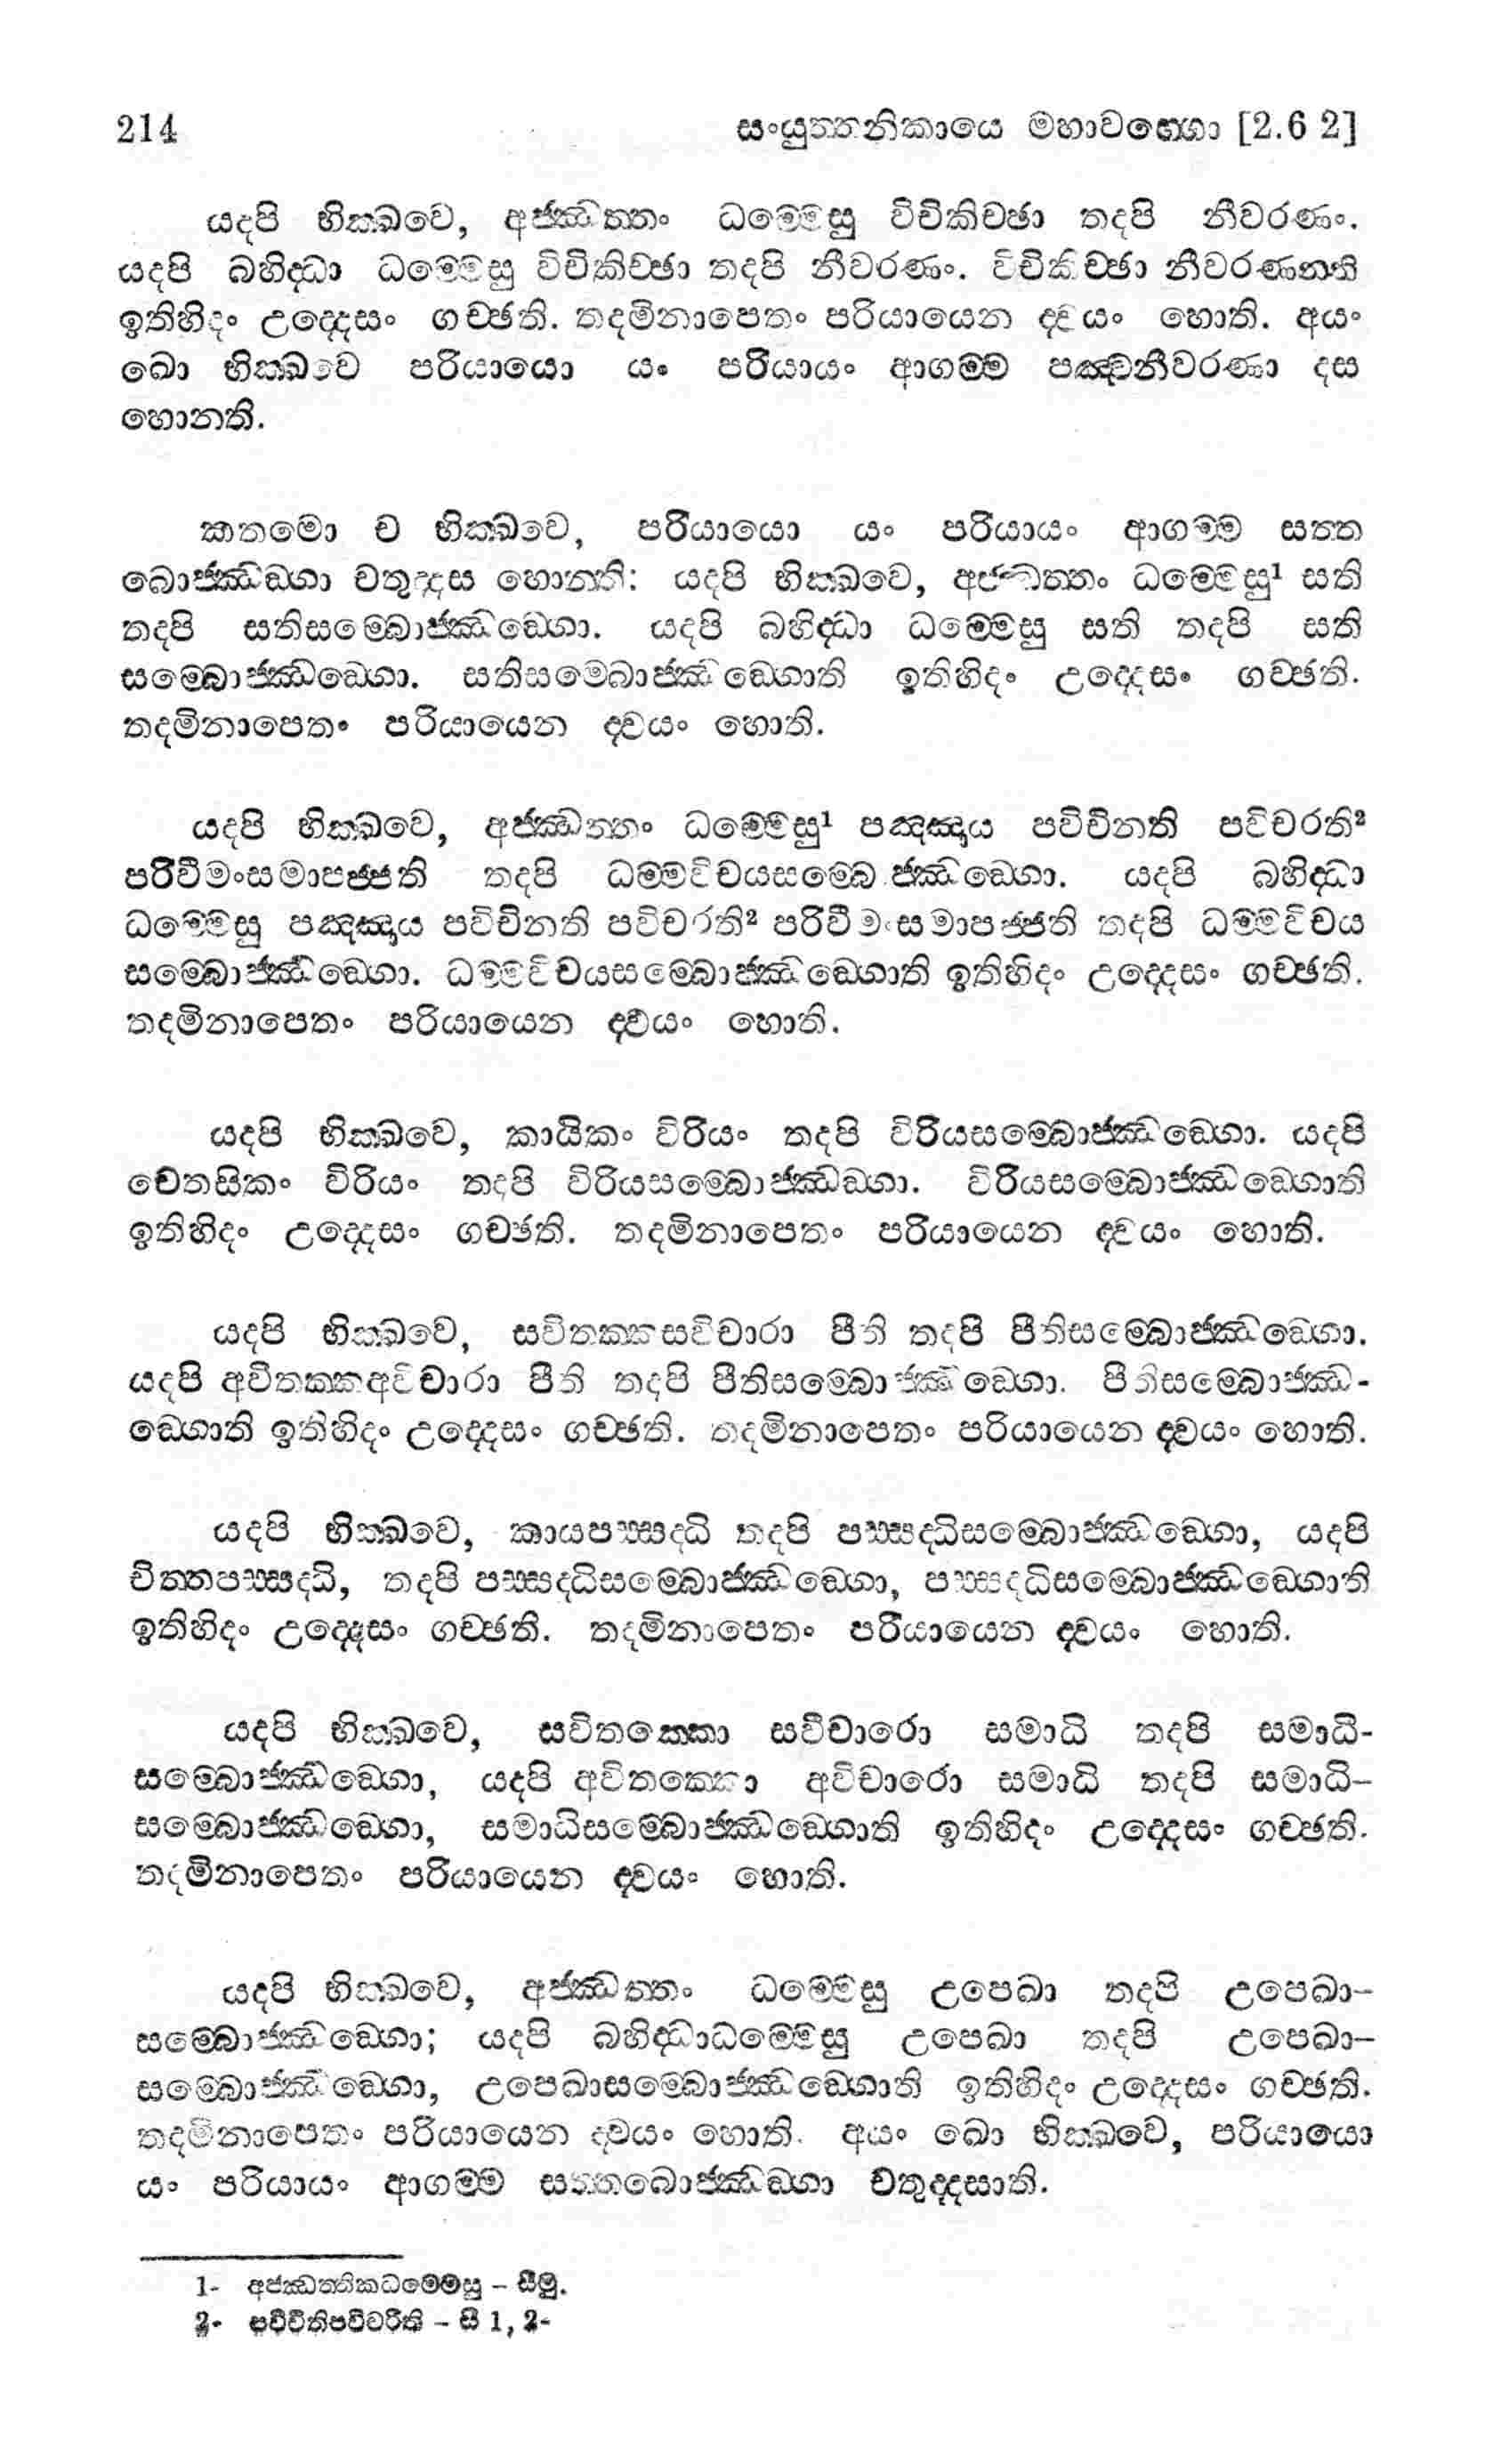 214 සංයුත්තනිකායෙ මහාවග්ගො [2.6 2]
යදපි භික්ඛවෙ, අජ්ඣත්තං ධම්මෙසු විචිකිච්ඡා තදපි නීවරණං.
යදපි බහිද්ධා ධම්මෙසු විචිකිච්ඡා තදපි නීවරණං. විචිකිච්ඡා නීවරණන්ති
ඉතිහිදං උද්දෙසං ගච්ඡති. තදමිනාපෙතං පරියායෙන ද්වයං හොති. අයං
ඛො භික්ඛවෙ පරියායො යං පරියායං ආගම්ම පඤ්චනීවරණා දස
හොන්ති.
කතමො ච භික්ඛවෙ, පරියායො යං පරියායං ආගම්ම සත්ත
බොජ්ඣඞ්ගා චතුද්දස හොන්ති: යදපි භික්ඛවෙ, අජ්ඣත්තං ධම්මෙසු¹ සති
තදපි සතිසම්බොජ්ඣඞ්ගො. යදපි බහිද්ධා ධම්මෙසු සති තදපි සති
සම්බොජ්ඣඞ්ගො. සතිසම්බොජ්ඣඞ්ගොති ඉතිහිදං උද්දෙසං ගච්ඡති.
තදමිනාපෙතං පරියායෙන ද්වයං හොති.
යදපි භික්ඛවෙ, අජ්ඣත්තං ධම්මෙසු¹ පඤ්ඤාය පවිචිනති පවිචරති²
පරිවීමංසමාපජ්ජති තදපි ධම්මවිචයසම්බොජ්ඣඞ්ගො. යදපි බහිද්ධා
ධම්මෙසු පඤ්ඤාය පවිචිනති පවිචරති² පරිවීමංසමාපජ්ජති තදපි ධම්මවිචය
සම්බොජ්ඣඞ්ගො. ධම්මවිචයසම්බොජ්ඣඞ්ගොති ඉතිහිදං උද්දෙසං ගච්ඡති.
තදමිනාපෙතං පරියායෙන ද්වයං හොති.
යදපි භික්ඛවෙ, කායිකං විරියං තදපි විරියසම්බොජ්ඣඞ්ගො. යදපි
චෙතසිකං විරියං තදපි විරියසම්බොජ්ඣඞ්ගා. විරියසම්බොජ්ඣඞ්ගොති
ඉතිහිදං උද්දෙසං ගච්ඡති. තදමිනාපෙතං පරියායෙන ද්වයං හොති.
යදපි භික්ඛවෙ, සවිතක්කසවිචාරා පීති තදපි පීතිසම්බොජ්ඣඞ්ගො.
යදපි අවිතක්කඅවිචාරා පීති තදපි පීතිසම්බොජ්ඣඞ්ගො. පීතිසම්බොජ්ඣ-
ඞ්ගොති ඉතිහිදං උද්දෙසං ගච්ඡති. තදමිනාපෙතං පරියායෙන ද්වයං හොති.
යදපි භික්ඛවෙ, කායපස්සද්ධි තදපි පස්සද්ධිසම්බොජ්ඣඞ්ගො, යදපි
චිත්තපස්සද්ධි, තදපි පස්සද්ධිසම්බොජ්ඣඞ්ගො, පස්සද්ධිසම්බොජ්ඣඞ්ගොති
ඉතිහිදං උද්දෙසං ගච්ඡති. තදමිනාපෙතං පරියායෙන ද්වයං හොති.
යදපි භික්ඛවෙ, සවිතක්කො සවිචාරො සමාධි තදපි සමාධි-
සම්බොජ්ඣඞ්ගො, යදපි අවිතක්කො අවිචාරො සමාධි තදපි සමාධි-
සම්බොජ්ඣඞ්ගො, සමාධිසම්බොජ්ඣඞ්ගොති ඉතිහිදං උද්දෙසං ගච්ඡති.
තදමිනාපෙතං පරියායෙන ද්වයං හොති.
යදපි භික්ඛවෙ, අජ්ඣත්තං ධම්මෙසු උපෙඛා තදපි උපෙඛා-
සම්බොජ්ඣඞ්ගො; යදපි බහිද්ධාධම්මෙසු උපෙඛා තදපි උපෙඛා-
සම්බොජ්ඣඞ්ගො, උපෙඛාසම්බොජ්ඣඞ්ගොති ඉතිහිදං උද්දෙසං ගච්ඡති.
තදමිනාපෙතං පරියායෙන ද්වයං හොති. අයං ඛො භික්ඛවෙ, පරියායො
යං පරියායං ආගම්ම සත්තබොජ්ඣඞ්ගා චතුද්දසාති.
1- අජ්ඣත්තිකධම්මෙසු - සීමු.
2- පවිචීතිපවීචරීති - සී 1, 2-